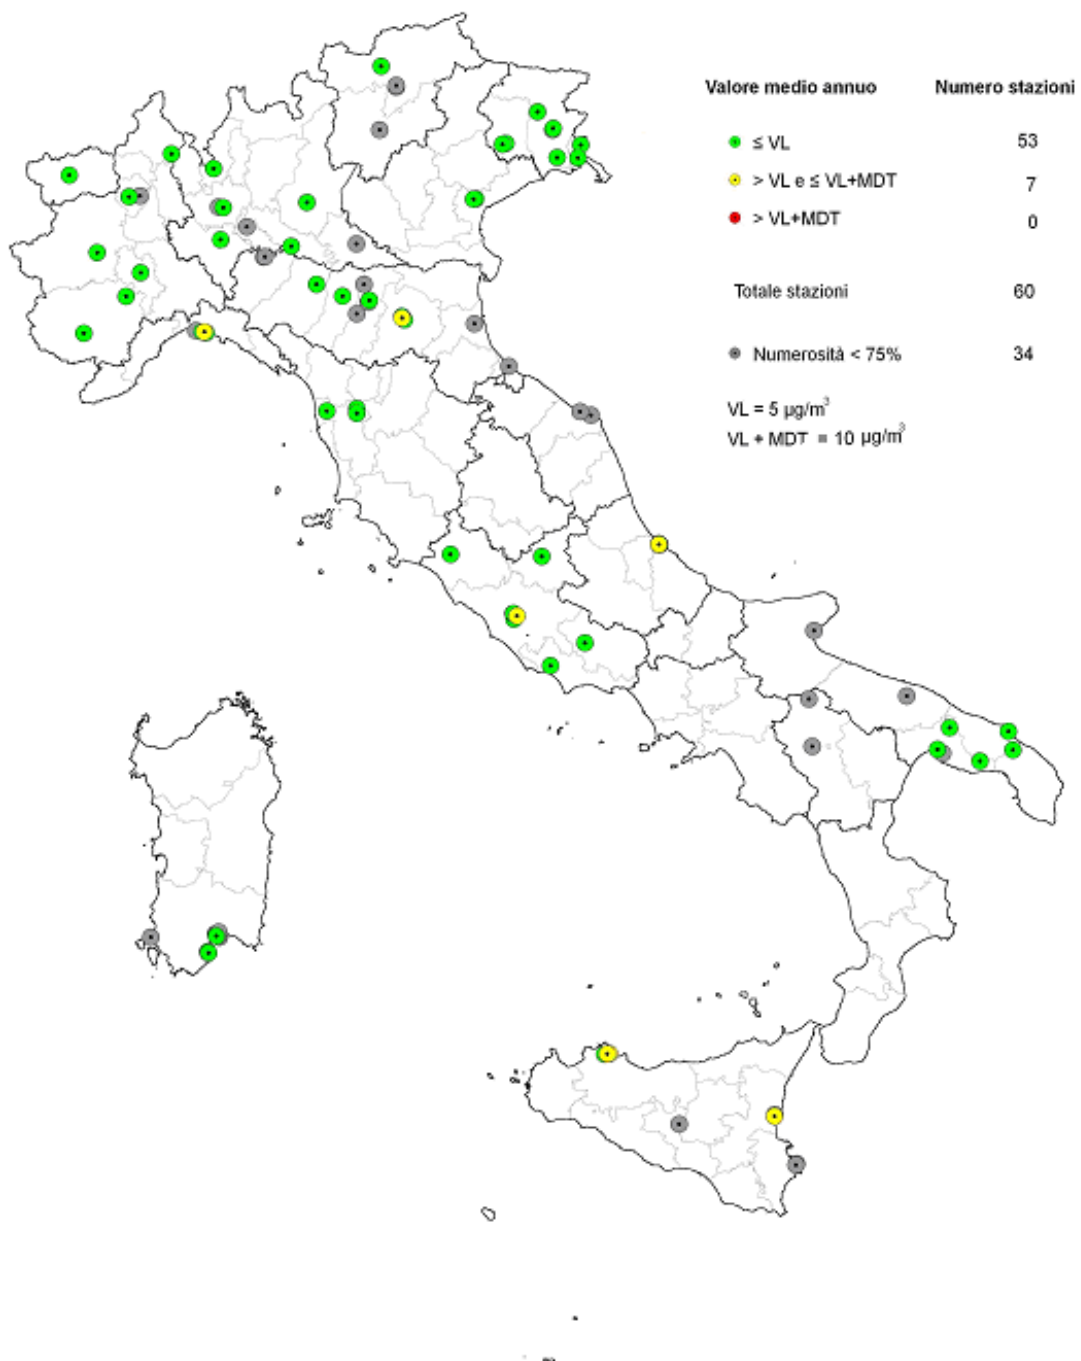 Valore medio annuo Numero stazioni
≤ VL 53
> VL e ≤ VL+MDT 7
> VL+MDT 0
Totale stazioni 60
Numerosità < 75% 34
VL = 5 µg/m³
VL + MDT = 10 µg/m³